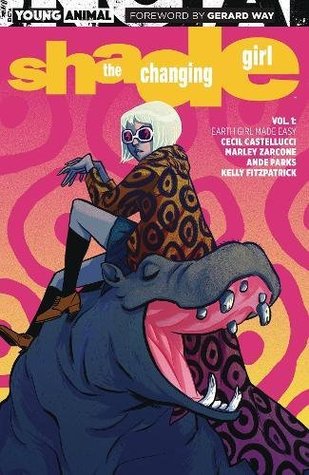 DC YOUNG ANIMAL FOREWORD BY GERARD WAY
shade
the changing girl
VOL. 1:
EARTH GIRL MADE EASY
CECIL CASTELLUCCI
MARLEY ZARCONE
ANDE PARKS
KELLY FITZPATRICK